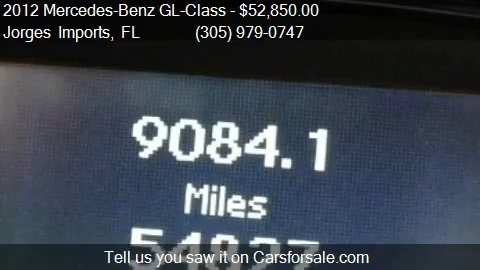 2012 Mercedes-Benz GL-Class - $52,850.00
Jorges Imports, FL (305) 979-0747
9084.1
Miles
Tell us you saw it on Carsforsale.com